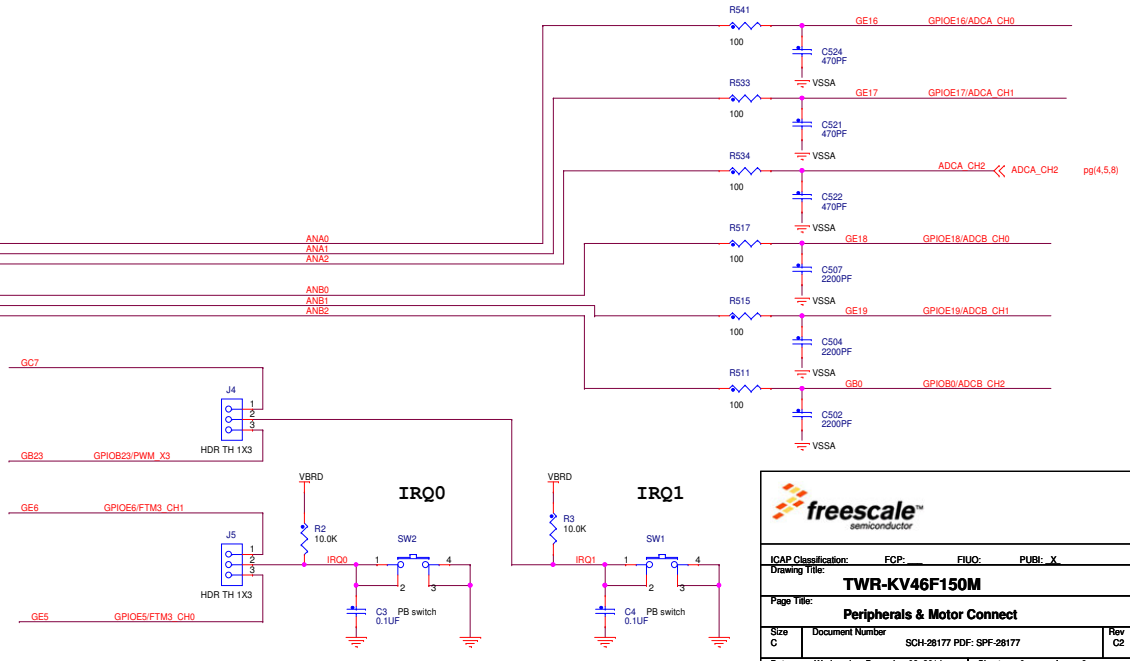 R541
GE16 GPIOE16/ADCA_CH0
100
C524
470PF
VSSA
R533
GE17 GPIOE17/ADCA_CH1
100
C521
470PF
VSSA
R534
ADCA_CH2 ADCA_CH2 pg(4,5,8)
100
C522
470PF
VSSA
ANA0
ANA1
ANA2
R517
GE18 GPIOE18/ADCB_CH0
100
C507
2200PF
VSSA
ANB0
ANB1
ANB2
R515
GE19 GPIOE19/ADCB_CH1
100
C504
2200PF
VSSA
R511
GB0 GPIOB0/ADCB_CH2
100
C502
2200PF
VSSA
GC7
J4
1
2
3
HDR TH 1X3
GB23 GPIOB23/PWM_X3
GE6 GPIOE6/FTM3_CH1
J5
1
2
3
HDR TH 1X3
GE5 GPIOE5/FTM3_CH0
VBRD
IRQ0
R2
10.0K
SW2
IRQ0
1 4
2 3
C3 PB switch
0.1UF
VBRD
IRQ1
R3
10.0K
SW1
IRQ1
1 4
2 3
C4 PB switch
0.1UF
freescale™
semiconductor
ICAP Classification: FCP: ___ FIUO: PUBI: _X_
Drawing Title:
TWR-KV46F150M
Page Title:
Peripherals & Motor Connect
Size Document Number Rev
C SCH-28177 PDF: SPF-28177 C2